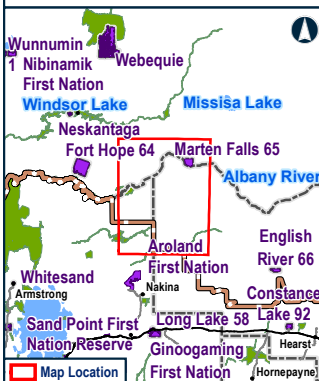 Wunnumin
1 Nibinamik
First Nation
Webequie
Windsor Lake
Missisa Lake
Neskantaga
Fort Hope 64
Marten Falls 65
Albany River
Aroland
First Nation
English
River 66
Whitesand
Armstrong
Nakina
Constance
Lake 92
Sand Point First
Nation Reserve
Long Lake 58
Hearst
Ginoogaming
First Nation
Hornepayne
Map Location